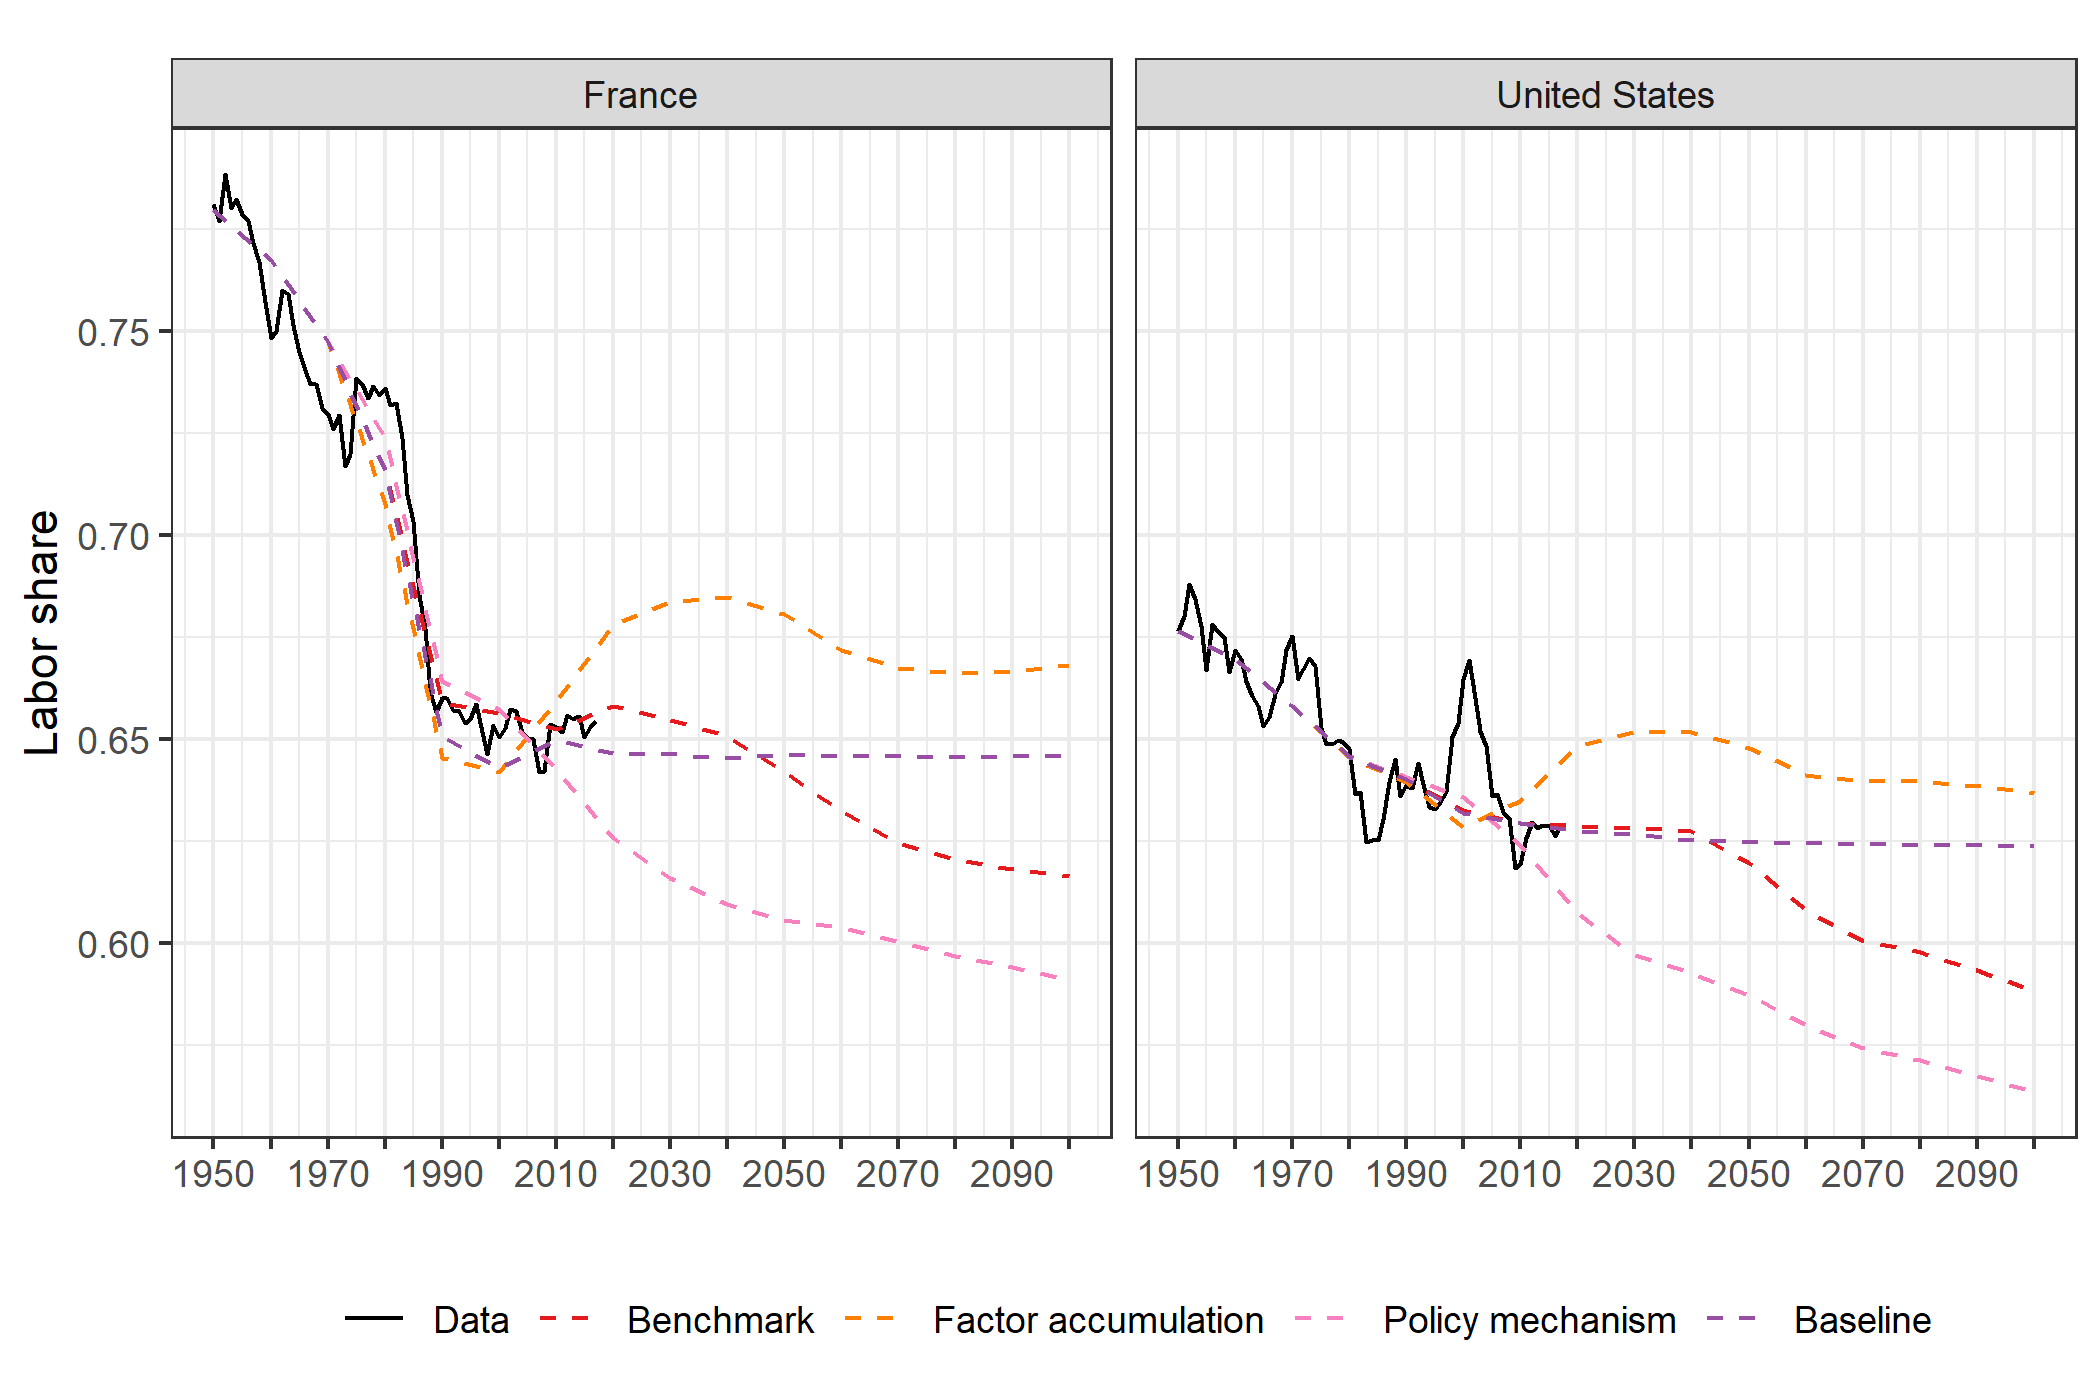 France
United States
Labor share
0.75
0.70
0.65
0.60
1950 1970 1990 2010 2030 2050 2070 2090
1950 1970 1990 2010 2030 2050 2070 2090
Data Benchmark Factor accumulation Policy mechanism Baseline